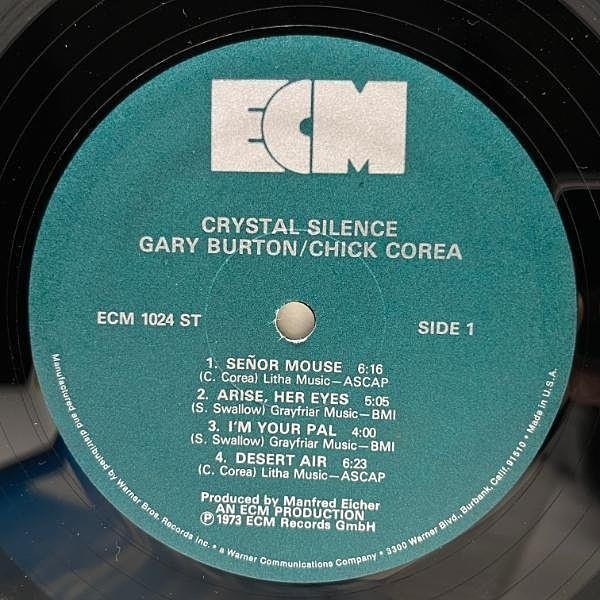 ECM
CRYSTAL SILENCE
GARY BURTON/CHICK COREA
ECM 1024 ST
SIDE 1
1. SEÑOR MOUSE 6:16
(C. Corea) Litha Music—ASCAP
2. ARISE, HER EYES 5:05
(S. Swallow) Grayfriar Music—BMI
3. I'M YOUR PAL 4:00
(S. Swallow) Grayfriar Music—BMI
4. DESERT AIR 6:23
(C. Corea) Litha Music—ASCAP
Produced by Manfred Eicher
AN ECM PRODUCTION
℗ 1973 ECM Records GmbH
Manufactured and distributed by Warner Bros. Records Inc. • a Warner Communications Company • 3300 Warner Blvd., Burbank, Calif. 91510 • Made in U.S.A.